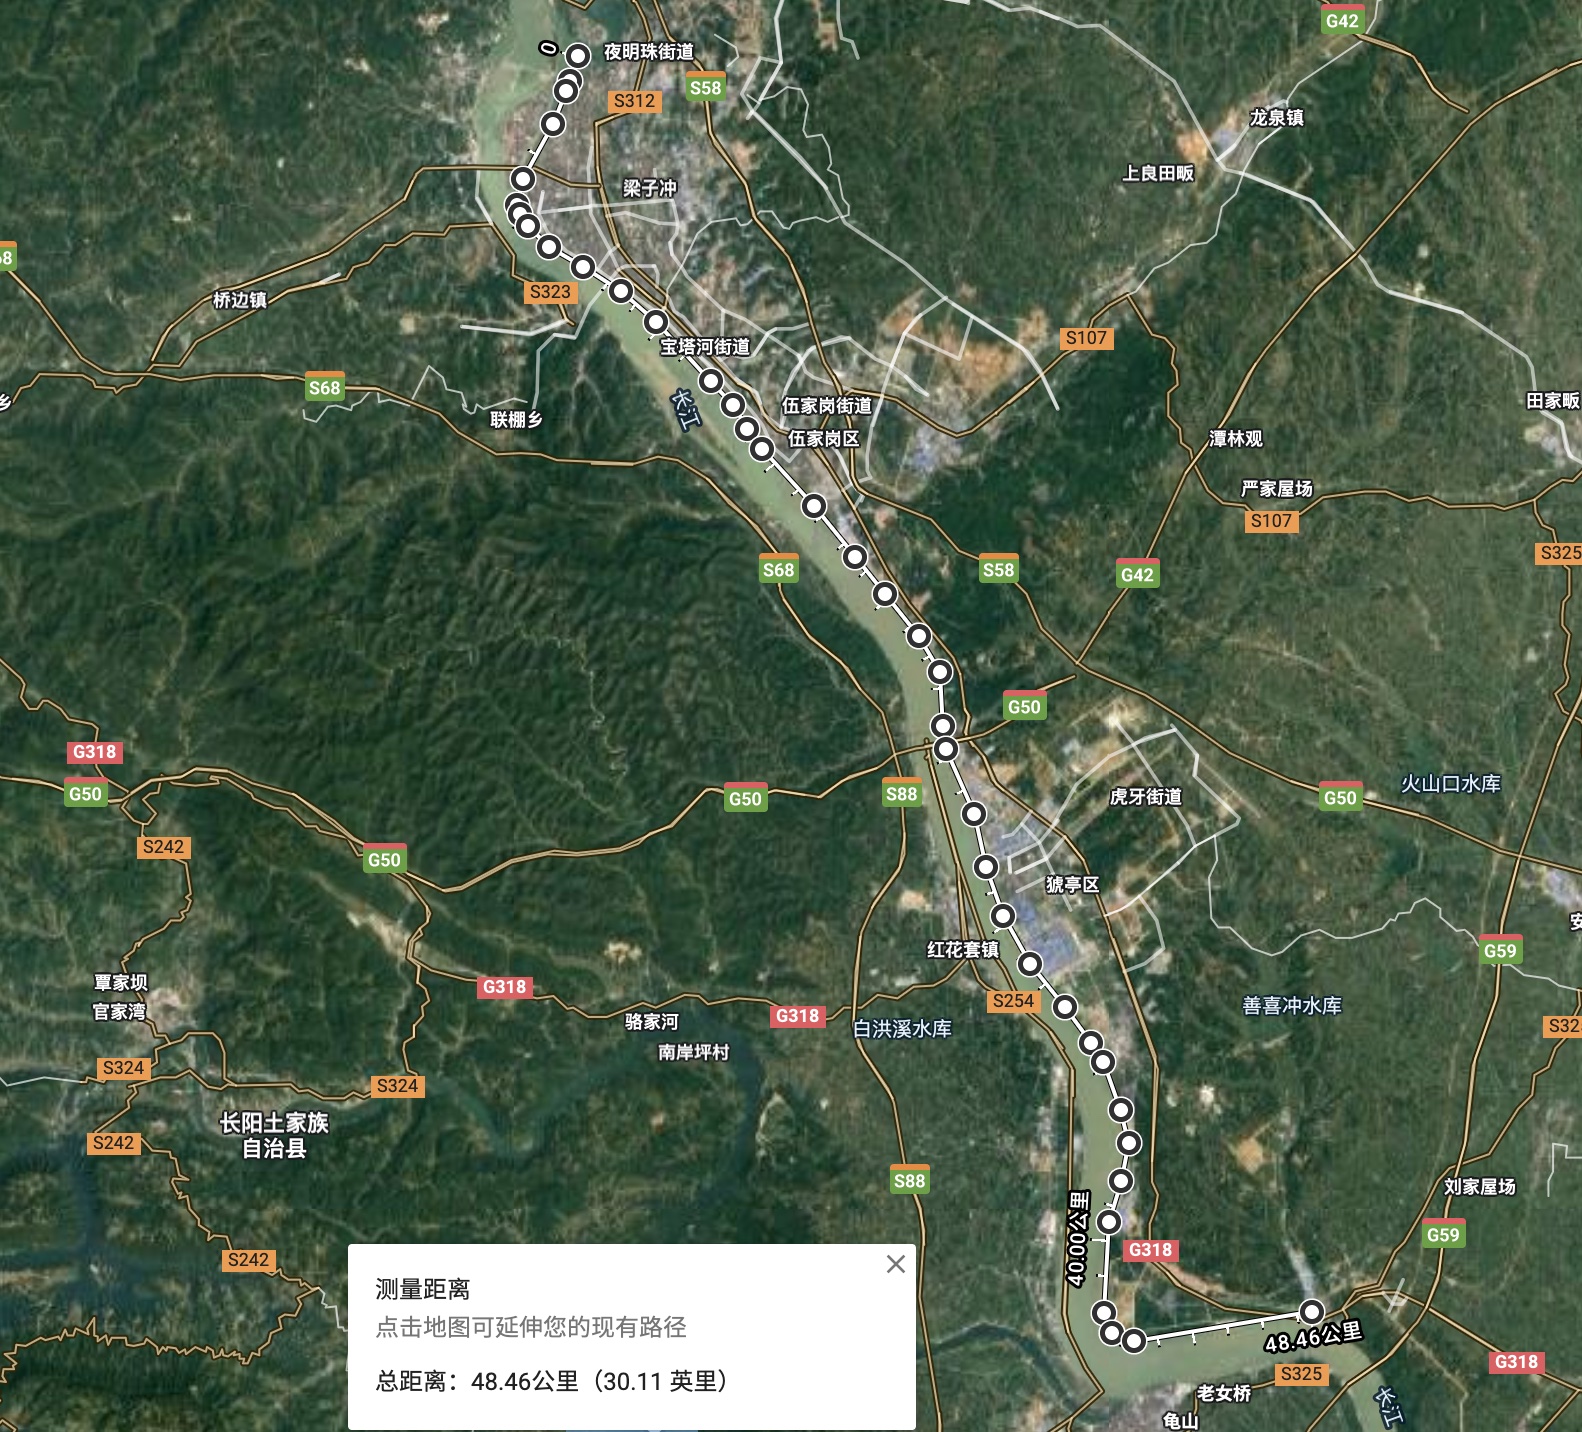 G42
0
夜明珠街道
S58
S312
龙泉镇
上良田畈
梁子冲
68
桥边镇
S323
S107
宝塔河街道
S68
田家畈
乡
长江
联棚乡
伍家岗街道
伍家岗区
潭林观
严家屋场
S107
S325
S68
S58
G42
G50
G318
G50
G50
S88
虎牙街道
G50
火山口水库
S242
G50
猇亭区
安
红花套镇
G59
覃家坝
官家湾
G318
S254
善喜冲水库
骆家河
G318
白洪溪水库
S32
南岸坪村
S324
S324
长阳土家族
自治县
S242
S88
刘家屋场
40.00公里
G318
G59
S242
测量距离
点击地图可延伸您的现有路径
总距离：48.46公里（30.11 英里）
48.46公里
G318
S325
老女桥
长江
龟山